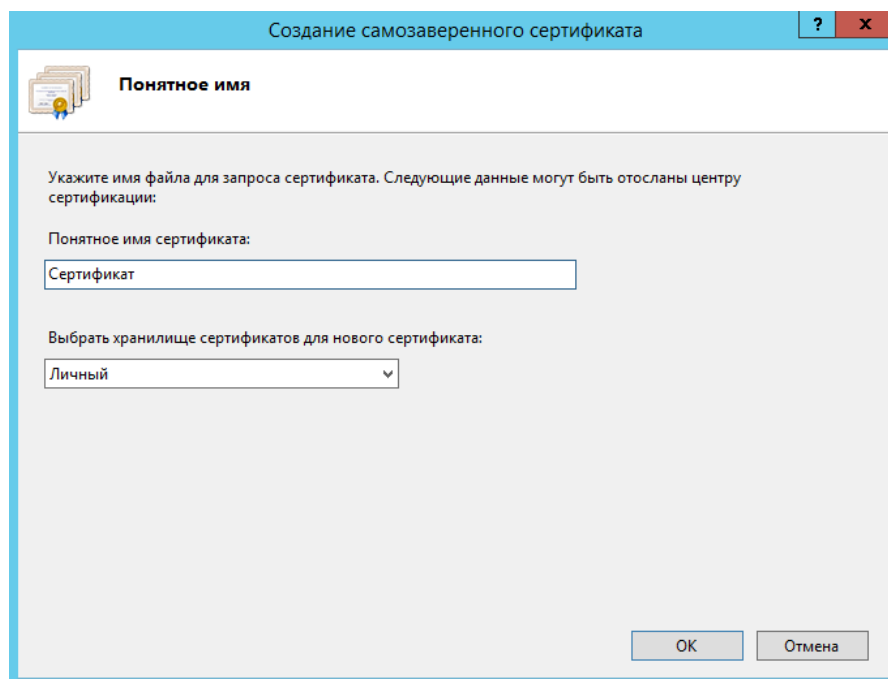 Создание самозаверенного сертификата
? x
Понятное имя
Укажите имя файла для запроса сертификата. Следующие данные могут быть отосланы центру
сертификации:
Понятное имя сертификата:
Сертификат
Выбрать хранилище сертификатов для нового сертификата:
Личный
ОК Отмена